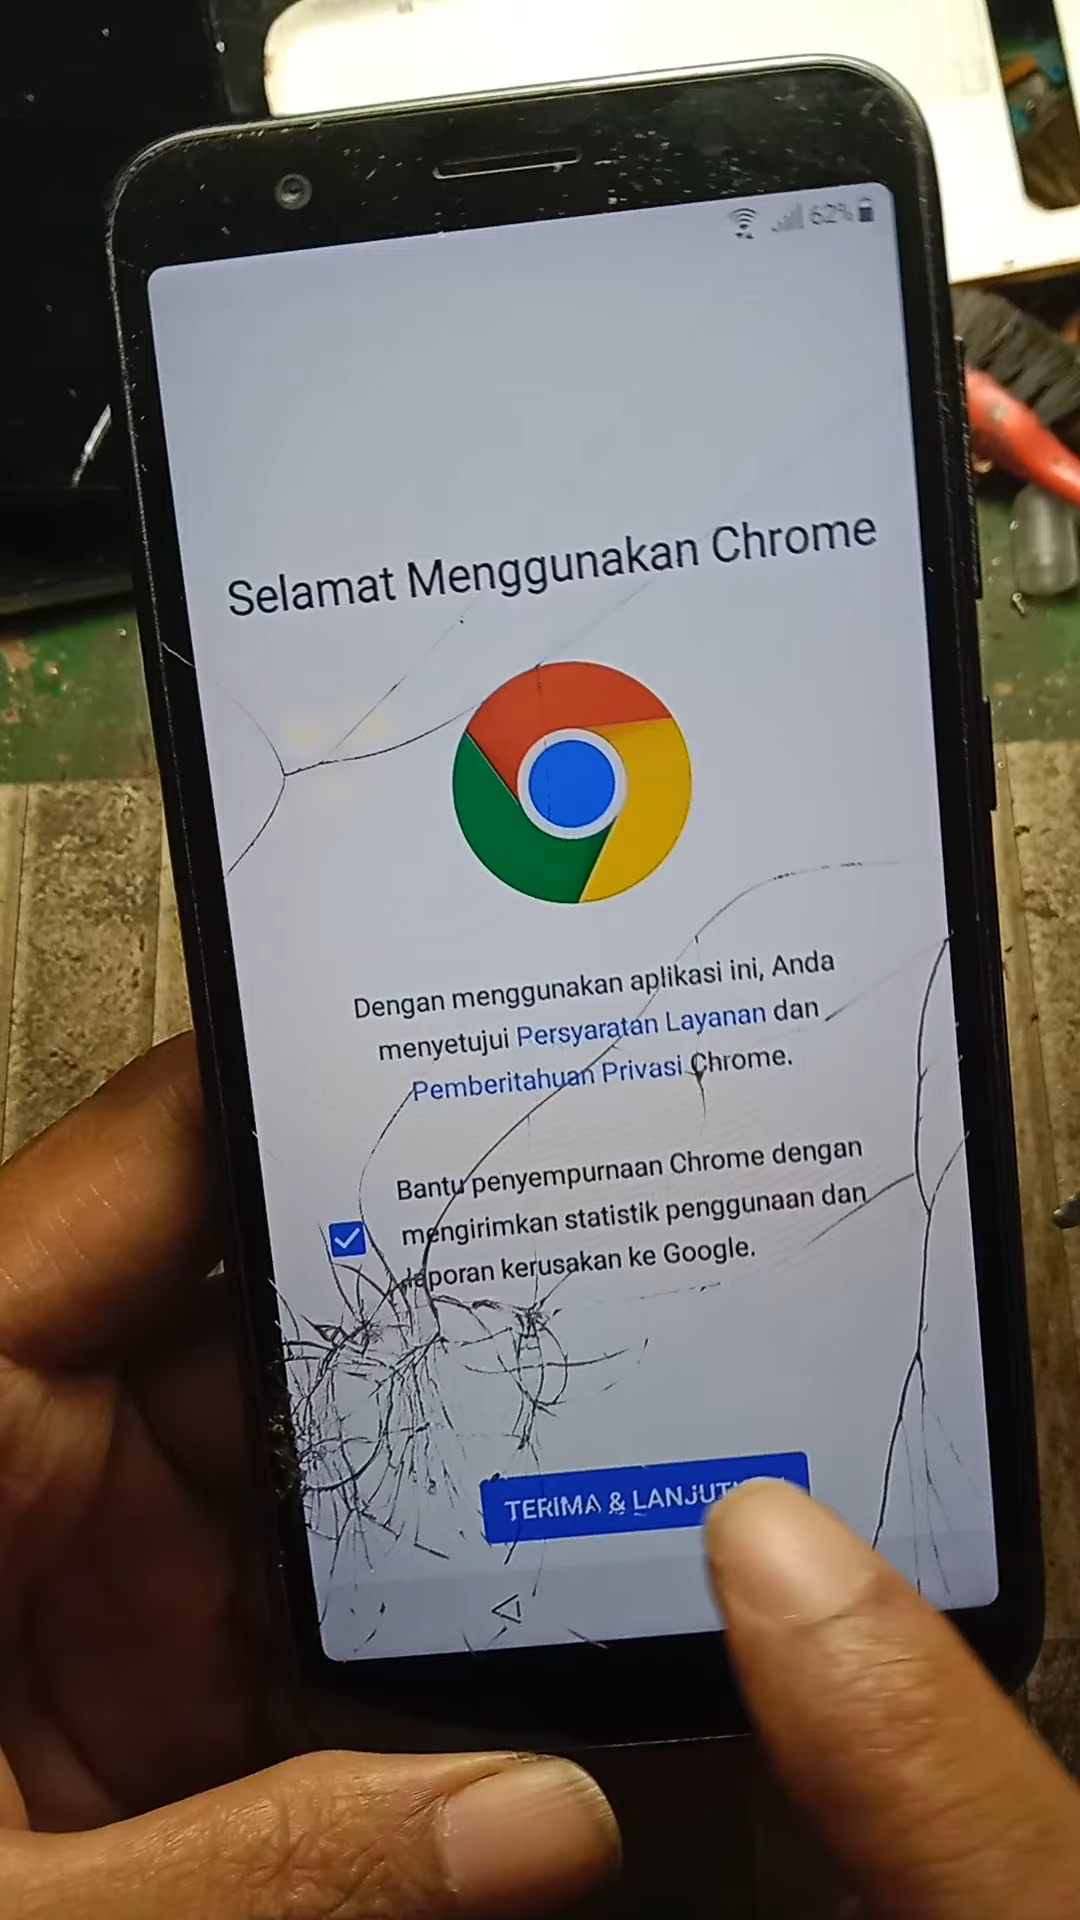 62%
Selamat Menggunakan Chrome
Dengan menggunakan aplikasi ini, Anda
menyetujui Persyaratan Layanan dan
Pemberitahuan Privasi Chrome.
Bantu penyempurnaan Chrome dengan
mengirimkan statistik penggunaan dan
laporan kerusakan ke Google.
TERIMA &